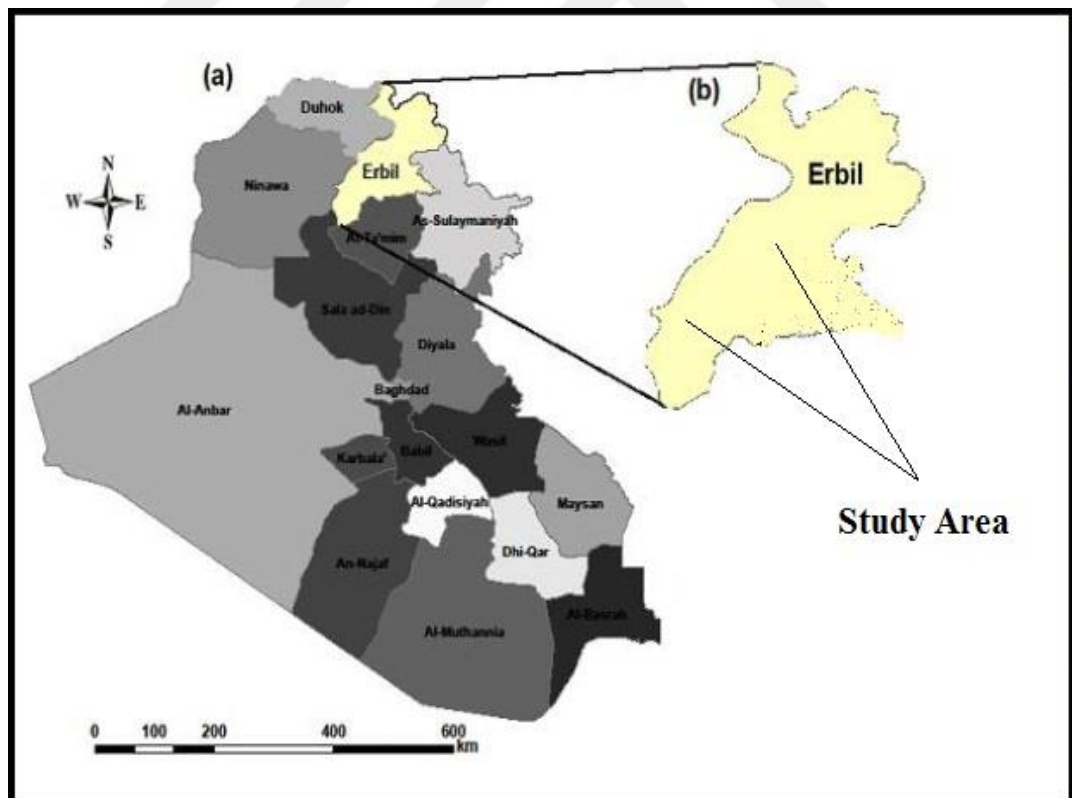 (a)
(b)
Duhok
Erbil
Erbil
Ninawa
N
W E
S
As-Sulaymaniyah
At-Ta'mim
Sala ad-Din
Diyala
Baghdad
Al-Anbar
Wasit
Babil
Karbala'
Al-Qadisiyah
Maysan
Study Area
Dhi-Qar
An-Najaf
Al-Basrah
Al-Muthannia
0 100 200 400 600
km